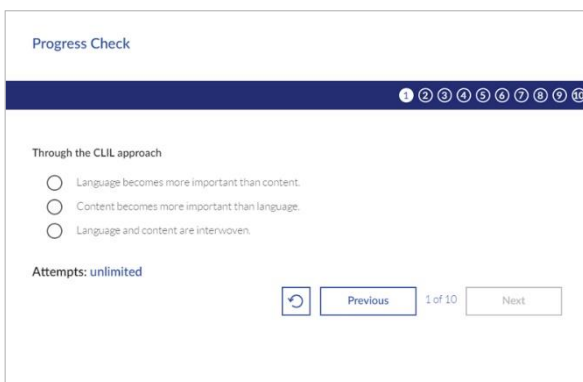 Progress Check
1 2 3 4 5 6 7 8 9 10
Through the CLIL approach
Language becomes more important than content.
Content becomes more important than language.
Language and content are interwoven.
Attempts: unlimited
Previous 1 of 10 Next